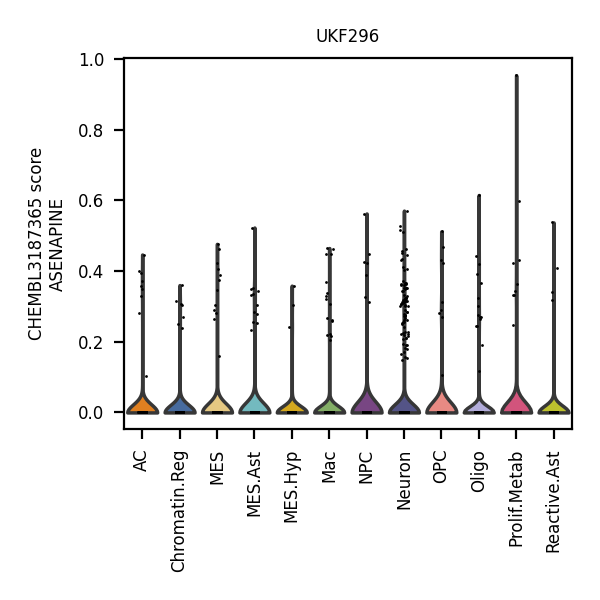 UKF296
CHEMBL3187365 score
ASENAPINE
1.0
0.8
0.6
0.4
0.2
0.0
AC
Chromatin.Reg
MES
MES.Ast
MES.Hyp
Mac
NPC
Neuron
OPC
Oligo
Prolif.Metab
Reactive.Ast